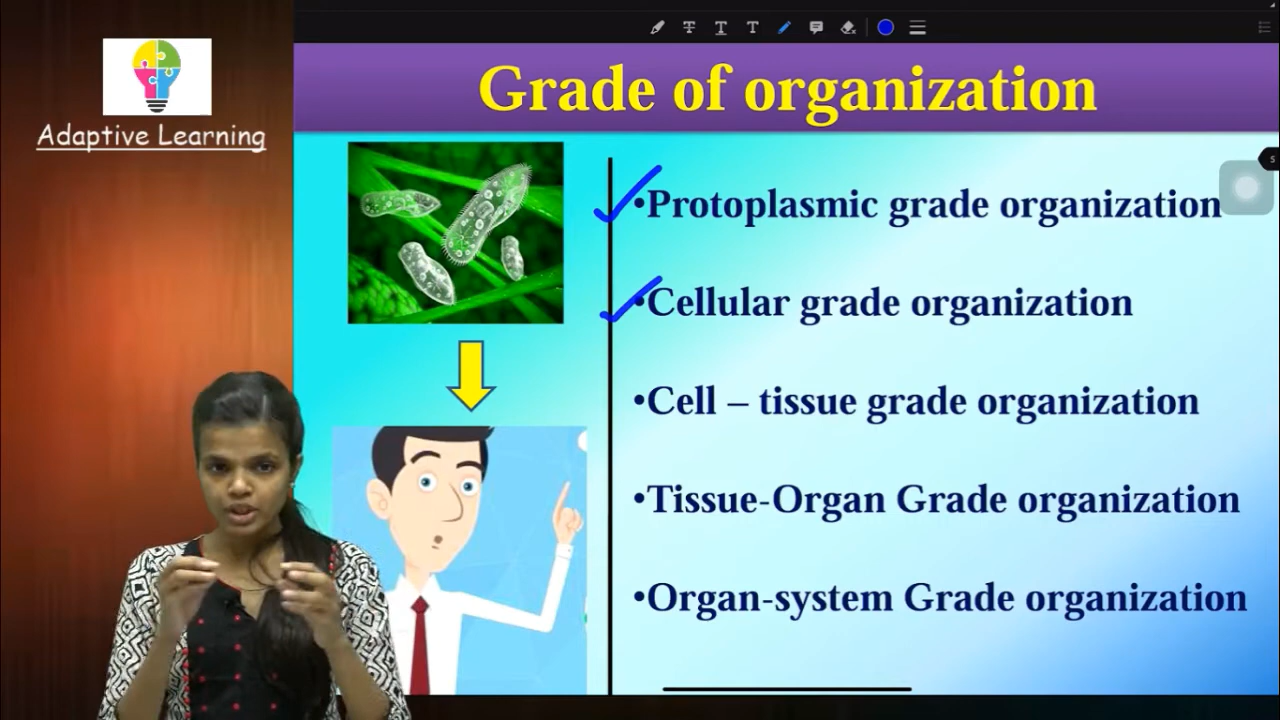 Adaptive Learning
Grade of organization
•Protoplasmic grade organization
•Cellular grade organization
•Cell – tissue grade organization
•Tissue-Organ Grade organization
•Organ-system Grade organization
T T T
5